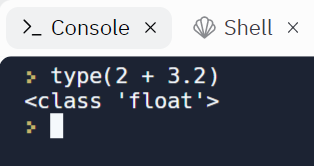 >_ Console × Shell ×
> type(2 + 3.2)
<class 'float'>
>